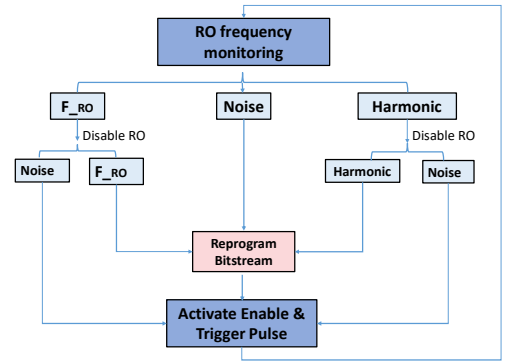 RO frequency
monitoring
F_RO
Noise
Harmonic
Disable RO
Disable RO
Noise
F_RO
Harmonic
Noise
Reprogram
Bitstream
Activate Enable &
Trigger Pulse